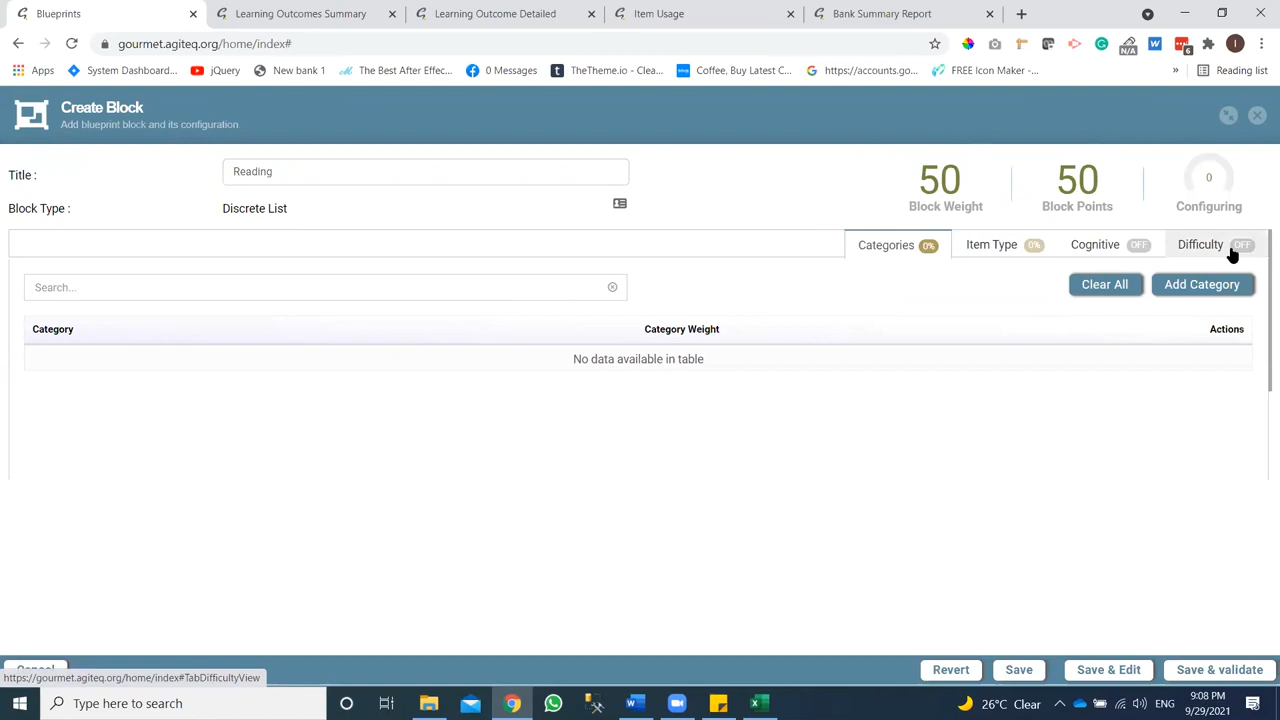 Blueprints
Learning Outcomes Summary
Learning Outcome Detailed
Item Usage
Bank Summary Report
gourmet.agiteq.org/home/index#
N/A
W
6
I
Apps
System Dashboard...
jQuery
New bank 1
The Best After Effec...
0 Messages
t
TheTheme.io - Clea...
Coffee, Buy Latest C...
https://accounts.go...
FREE Icon Maker -...
»
Reading list
Create Block
Add blueprint block and its configuration.
Title :
Reading
50
50
0
Block Weight
Block Points
Configuring
Block Type :
Discrete List
Categories 0%
Item Type 0%
Cognitive OFF
Difficulty OFF
Search...
Clear All
Add Category
Category
Category Weight
Actions
No data available in table
Cancel
Revert
Save
Save & Edit
Save & validate
https://gourmet.agiteq.org/home/index#TabDifficultyView
Type here to search
26°C Clear
ENG
9:08 PM
9/29/2021